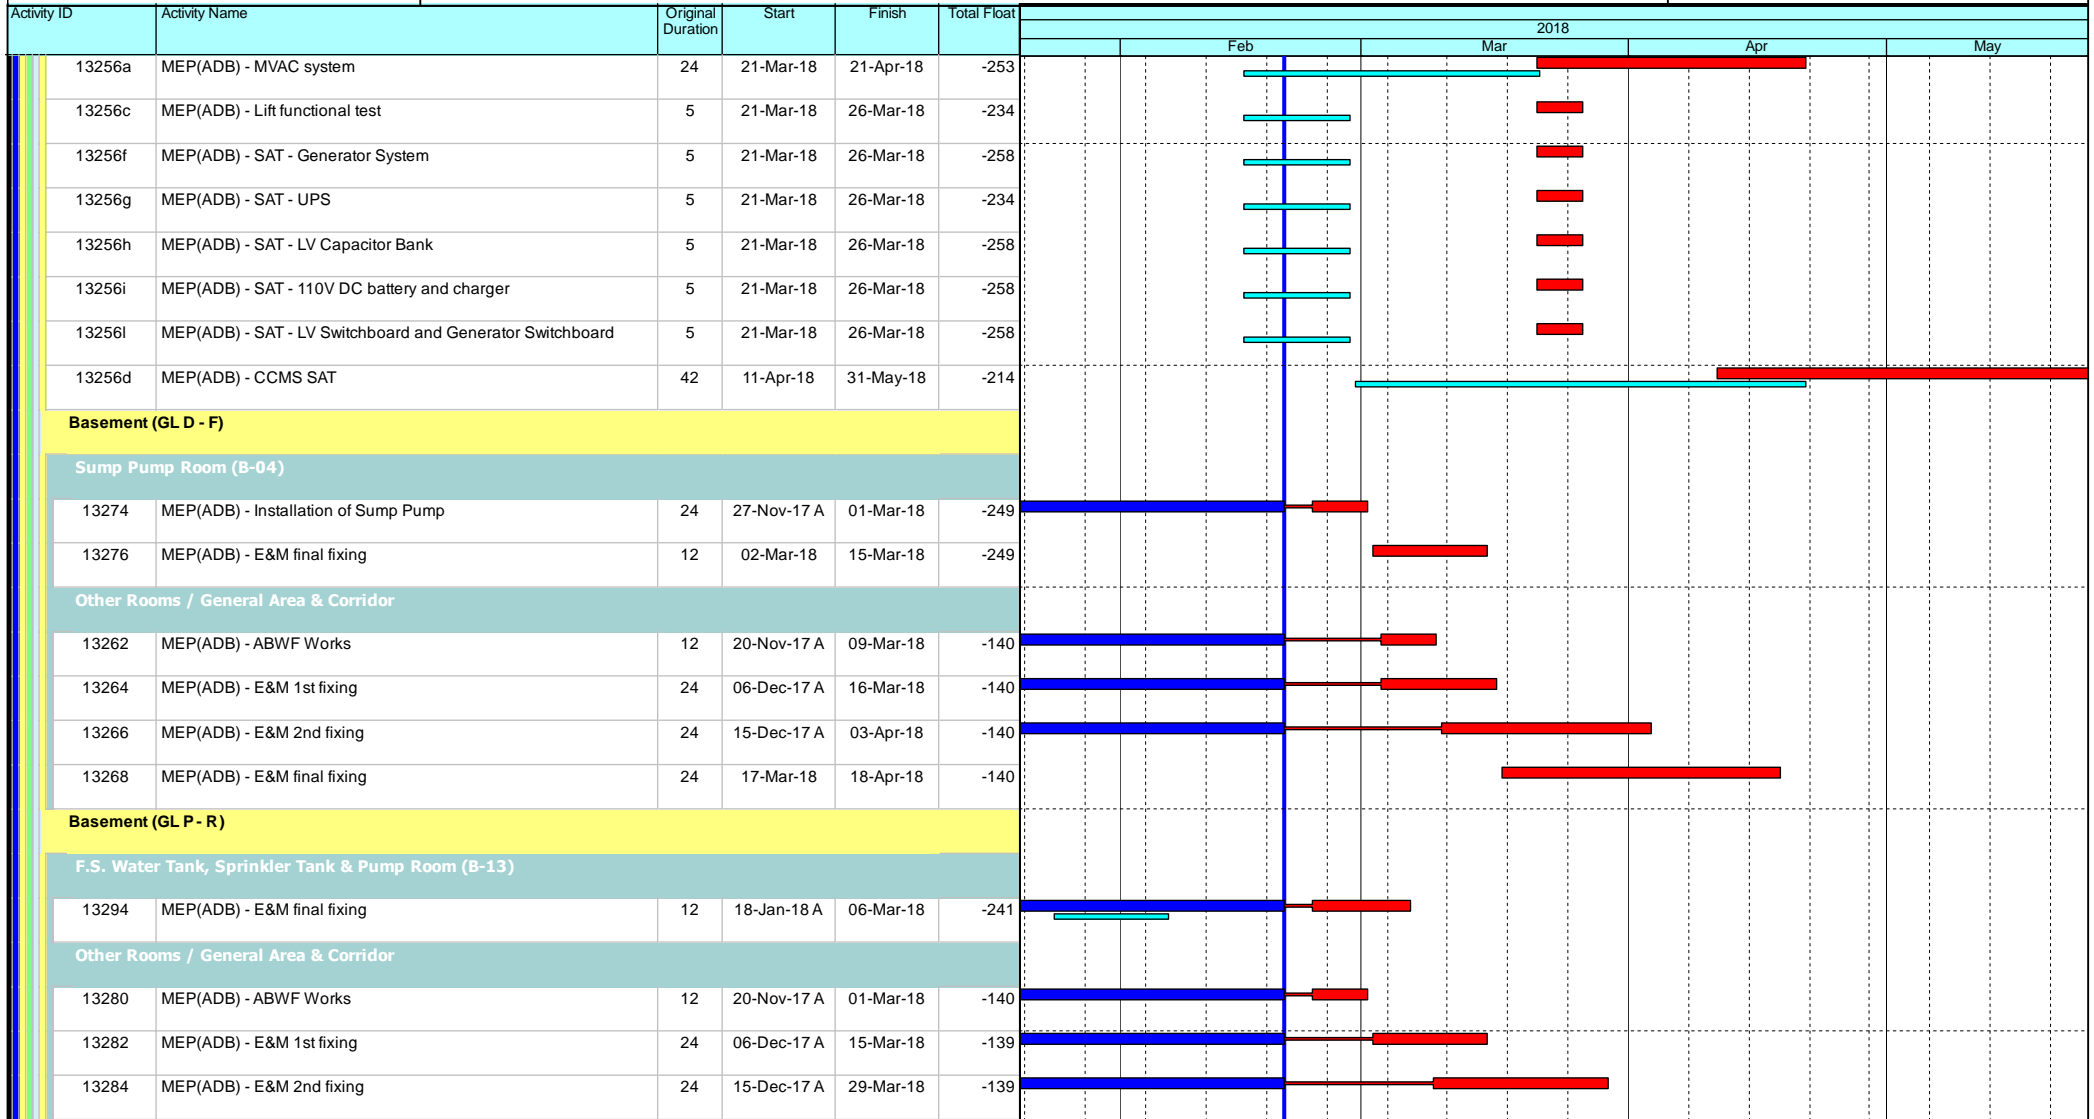 Activity ID Activity Name Original Duration Start Finish Total Float
2018
Feb Mar Apr May
13256a MEP(ADB) - MVAC system 24 21-Mar-18 21-Apr-18 -253
13256c MEP(ADB) - Lift functional test 5 21-Mar-18 26-Mar-18 -234
13256f MEP(ADB) - SAT - Generator System 5 21-Mar-18 26-Mar-18 -258
13256g MEP(ADB) - SAT - UPS 5 21-Mar-18 26-Mar-18 -234
13256h MEP(ADB) - SAT - LV Capacitor Bank 5 21-Mar-18 26-Mar-18 -258
13256i MEP(ADB) - SAT - 110V DC battery and charger 5 21-Mar-18 26-Mar-18 -258
13256l MEP(ADB) - SAT - LV Switchboard and Generator Switchboard 5 21-Mar-18 26-Mar-18 -258
13256d MEP(ADB) - CCMS SAT 42 11-Apr-18 31-May-18 -214
Basement (GL D - F)
Sump Pump Room (B-04)
13274 MEP(ADB) - Installation of Sump Pump 24 27-Nov-17 A 01-Mar-18 -249
13276 MEP(ADB) - E&M final fixing 12 02-Mar-18 15-Mar-18 -249
Other Rooms / General Area & Corridor
13262 MEP(ADB) - ABWF Works 12 20-Nov-17 A 09-Mar-18 -140
13264 MEP(ADB) - E&M 1st fixing 24 06-Dec-17 A 16-Mar-18 -140
13266 MEP(ADB) - E&M 2nd fixing 24 15-Dec-17 A 03-Apr-18 -140
13268 MEP(ADB) - E&M final fixing 24 17-Mar-18 18-Apr-18 -140
Basement (GL P - R)
F.S. Water Tank, Sprinkler Tank & Pump Room (B-13)
13294 MEP(ADB) - E&M final fixing 12 18-Jan-18 A 06-Mar-18 -241
Other Rooms / General Area & Corridor
13280 MEP(ADB) - ABWF Works 12 20-Nov-17 A 01-Mar-18 -140
13282 MEP(ADB) - E&M 1st fixing 24 06-Dec-17 A 15-Mar-18 -139
13284 MEP(ADB) - E&M 2nd fixing 24 15-Dec-17 A 29-Mar-18 -139